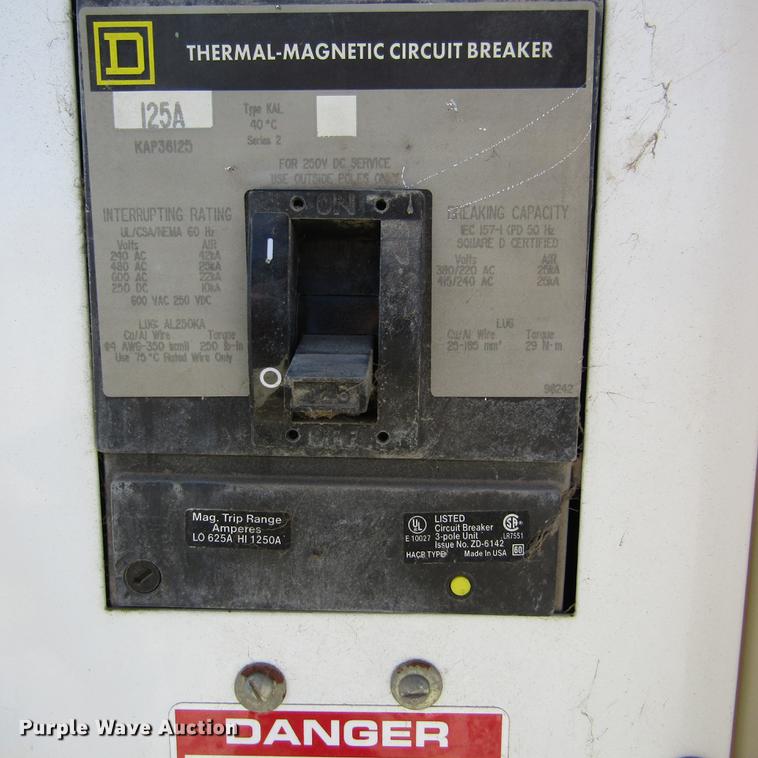 D
THERMAL-MAGNETIC CIRCUIT BREAKER
125A
KAP36125
Type KAL
40°C
Series 2
FOR 250V DC SERVICE
USE OUTSIDE POLES ONLY
INTERRUPTING RATING
UL/CSA/NEMA 60 Hz
Volts AIR
240 AC 42kA
480 AC 25kA
600 AC 22kA
250 DC 10kA
600 VAC 250 VDC
LUG: AL250KA
Cu/Al Wire Torque
#4 AWG-350 kcmil 250 lb-in
Use 75°C Rated Wire Only
ON
I
O
125
OFF
BREAKING CAPACITY
IEC 157-1 (P1) 50 Hz
SQUARE D CERTIFIED
Volts AIR
380/220 AC 25kA
415/240 AC 25kA
LUG
Cu/Al Wire Torque
25-185 mm² 29 N-m
98242
Mag. Trip Range
Amperes
LO 625A HI 1250A
UL
E 10027
HACR TYPE
LISTED
Circuit Breaker
3-pole Unit
Issue No. ZD-6142
Made in USA
SA
LR7551
60
DANGER
Purple Wave Auction